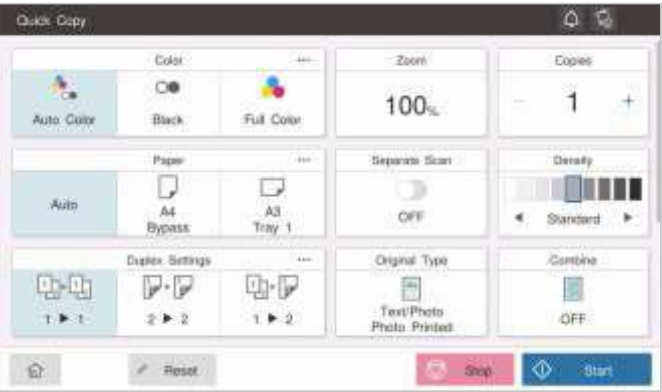 Quick Copy
Color
Zoom
Copies
Auto Color
Black
Full Color
100%
- 1 +
Paper
Separate Scan
Density
Auto
A4
Bypass
A3
Tray 1
OFF
Standard
Duplex Settings
Original Type
Combine
1 ▶ 1
2 ▶ 2
1 ▶ 2
Text/Photo
Photo Printed
OFF
Reset
Stop
Start